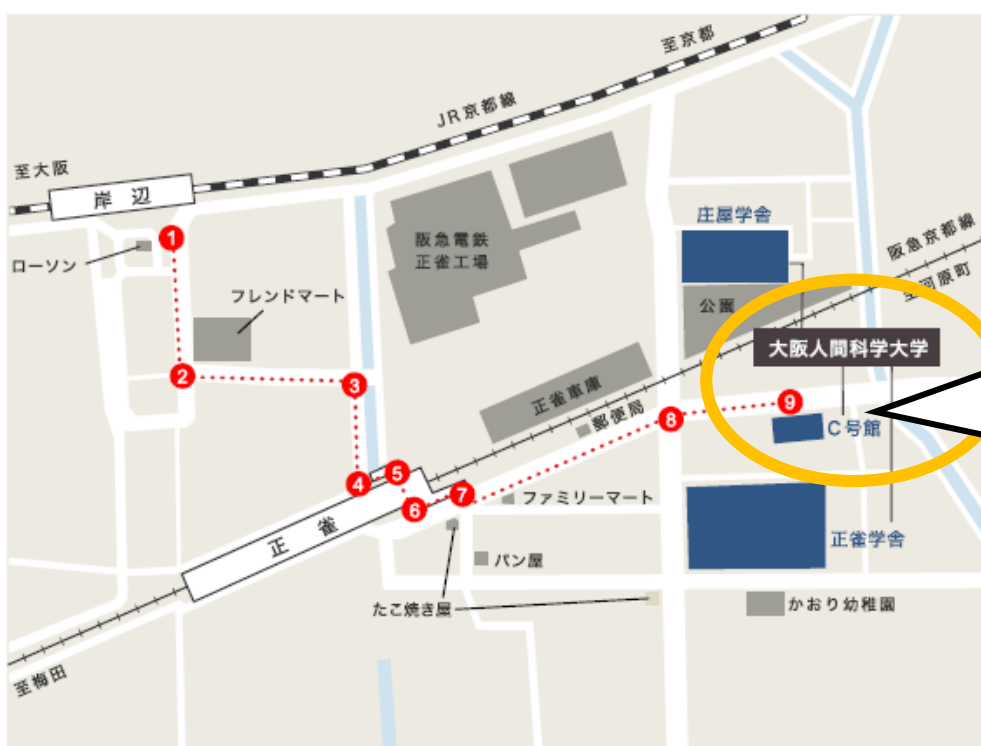 至京都
JR京都線
至大阪
岸辺
1
ローソン
阪急電鉄
正雀工場
庄屋学舎
阪急京都線
至河原町
フレンドマート
公園
大阪人間科学大学
2
3
正雀車庫
郵便局
8
9
C号館
4
5
6
7
ファミリーマート
正雀
正雀学舎
パン屋
たこ焼き屋
かおり幼稚園
至梅田